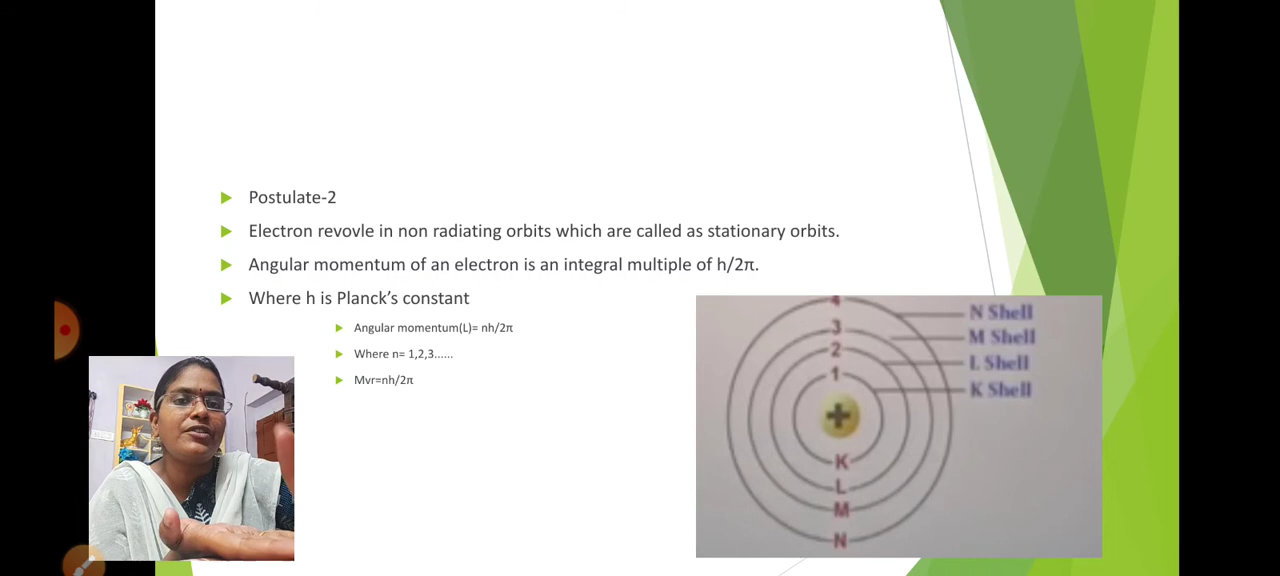 Postulate-2
Electron revovle in non radiating orbits which are called as stationary orbits.
Angular momentum of an electron is an integral multiple of h/2π.
Where h is Planck’s constant
Angular momentum(L)= nh/2π
Where n= 1,2,3......
Mvr=nh/2π
4
3
2
1
N Shell
M Shell
L Shell
K Shell
+
K
L
M
N